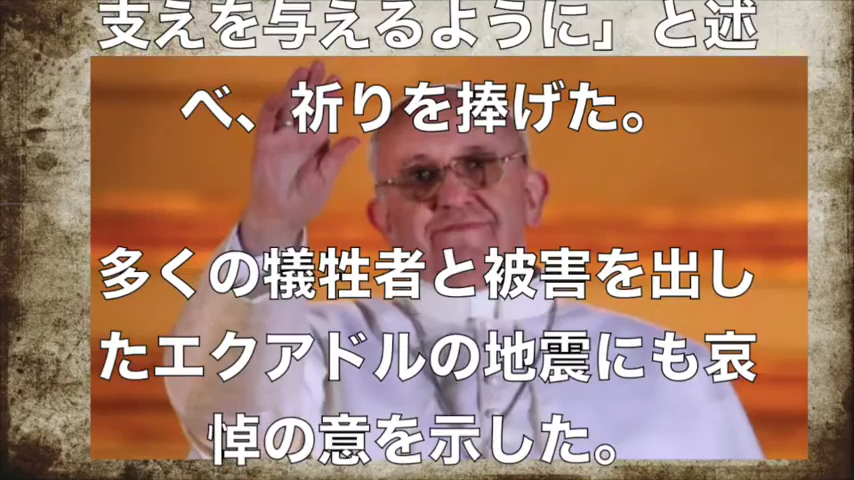 支えを与えるように」と述
べ、祈りを捧げた。
多くの犠牲者と被害を出し
たエクアドルの地震にも哀
悼の意を示した。